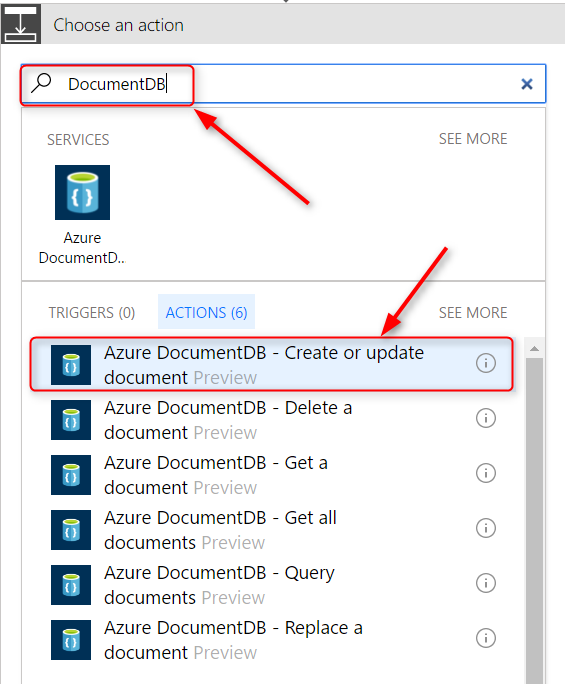 Choose an action
DocumentDB
SERVICES
SEE MORE
Azure
DocumentD...
TRIGGERS (0)
ACTIONS (6)
SEE MORE
Azure DocumentDB - Create or update
document Preview
Azure DocumentDB - Delete a
document Preview
Azure DocumentDB - Get a
document Preview
Azure DocumentDB - Get all
documents Preview
Azure DocumentDB - Query
documents Preview
Azure DocumentDB - Replace a
document Preview